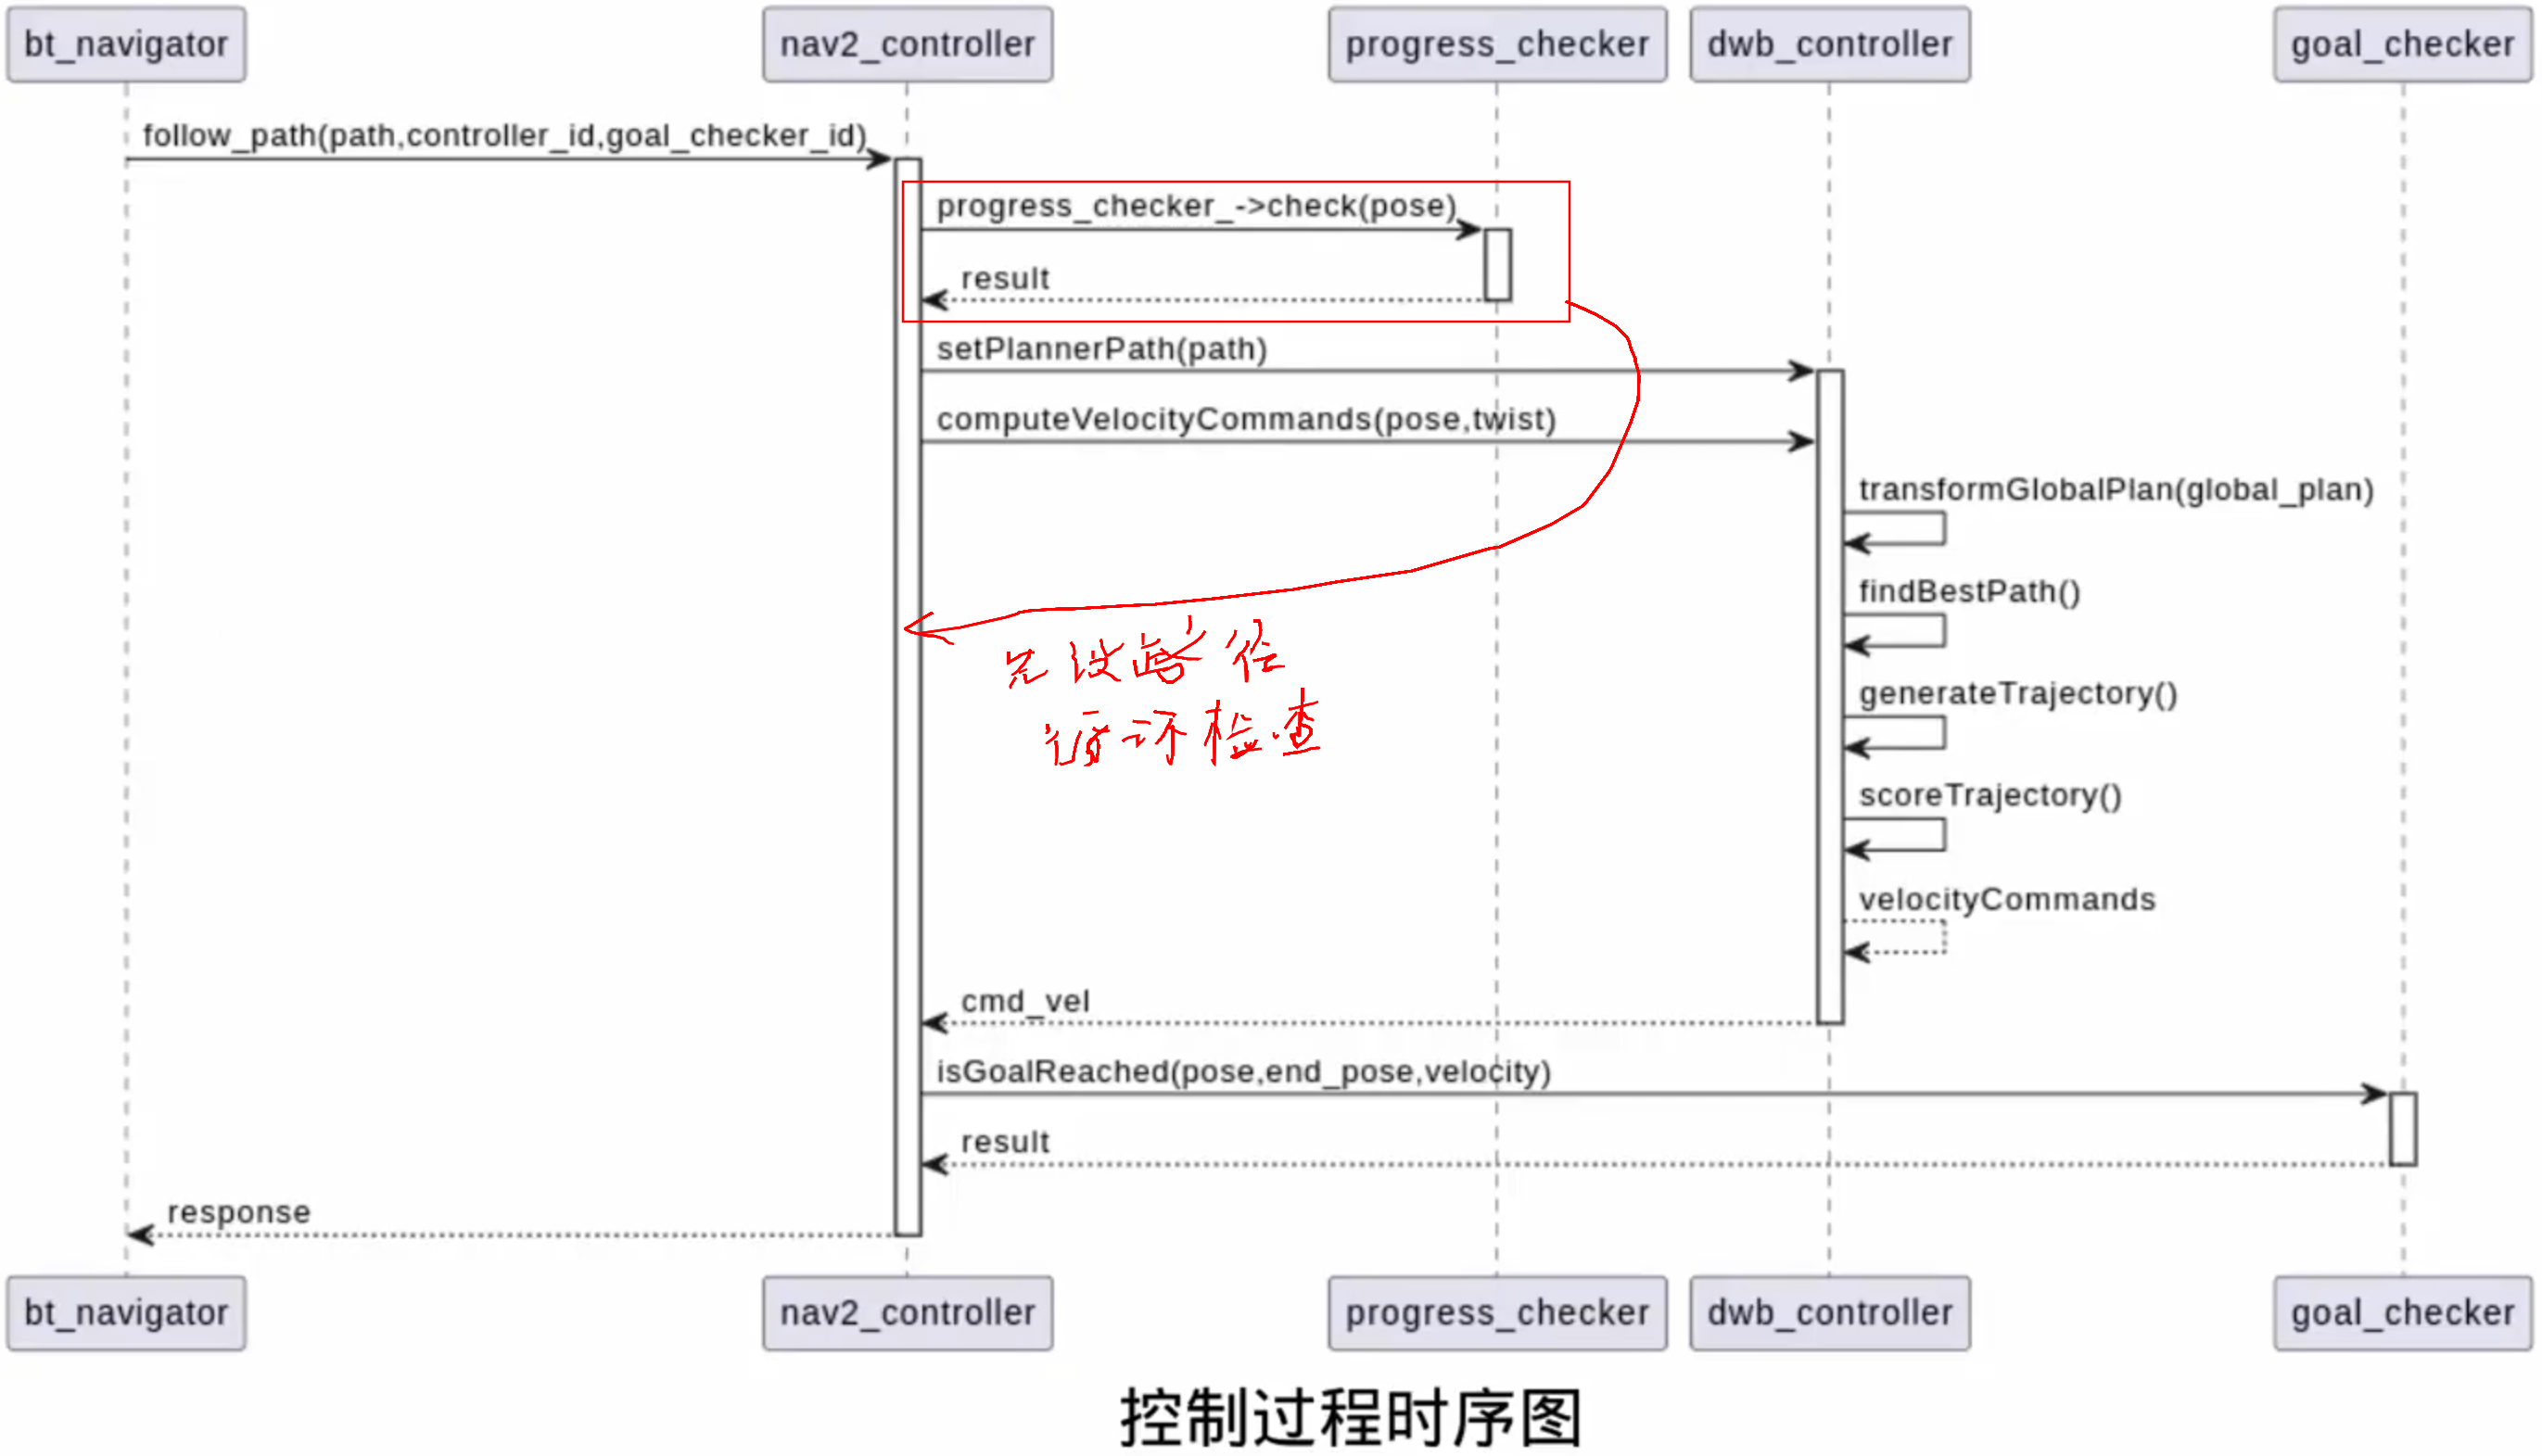 bt_navigator
nav2_controller
progress_checker
dwb_controller
goal_checker
follow_path(path,controller_id,goal_checker_id)
progress_checker_->check(pose)
result
setPlannerPath(path)
computeVelocityCommands(pose,twist)
transformGlobalPlan(global_plan)
findBestPath()
先设路径
generateTrajectory()
循环检查
scoreTrajectory()
velocityCommands
cmd_vel
isGoalReached(pose,end_pose,velocity)
result
response
bt_navigator
nav2_controller
progress_checker
dwb_controller
goal_checker
控制过程时序图